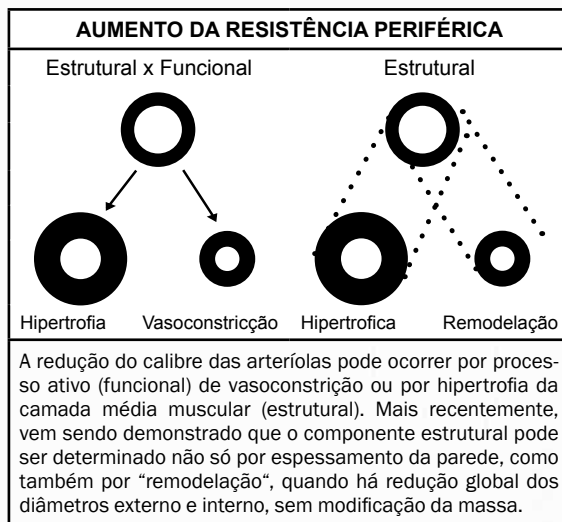 AUMENTO DA RESISTÊNCIA PERIFÉRICA
Estrutural x Funcional
Estrutural
Hipertrofia
Vasoconstricção
Hipertrofica
Remodelação
A redução do calibre das arteríolas pode ocorrer por proces-
so ativo (funcional) de vasoconstrição ou por hipertrofia da
camada média muscular (estrutural). Mais recentemente,
vem sendo demonstrado que o componente estrutural pode
ser determinado não só por espessamento da parede, como
também por “remodelação“, quando há redução global dos
diâmetros externo e interno, sem modificação da massa.